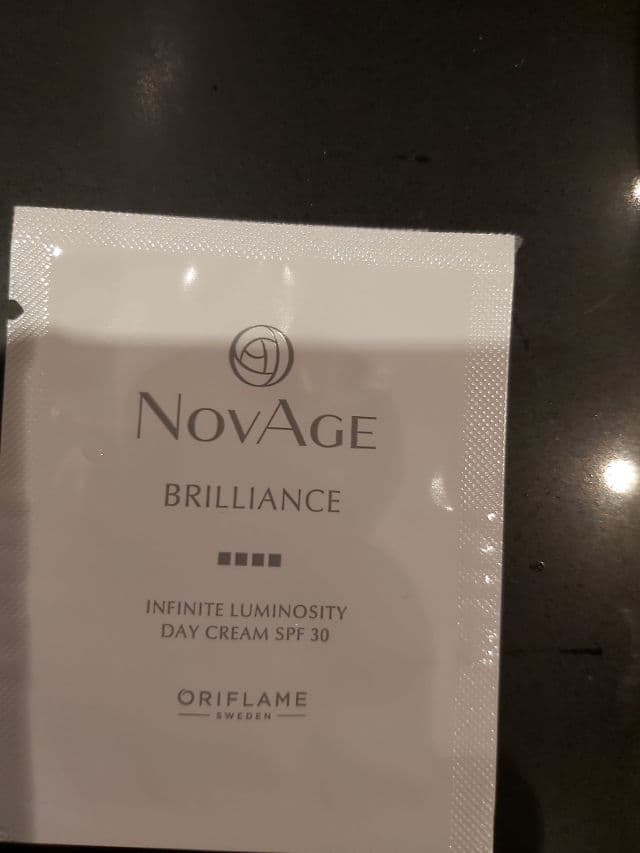 NOVAGE
BRILLIANCE
INFINITE LUMINOSITY
DAY CREAM SPF 30
ORIFLAME
SWEDEN